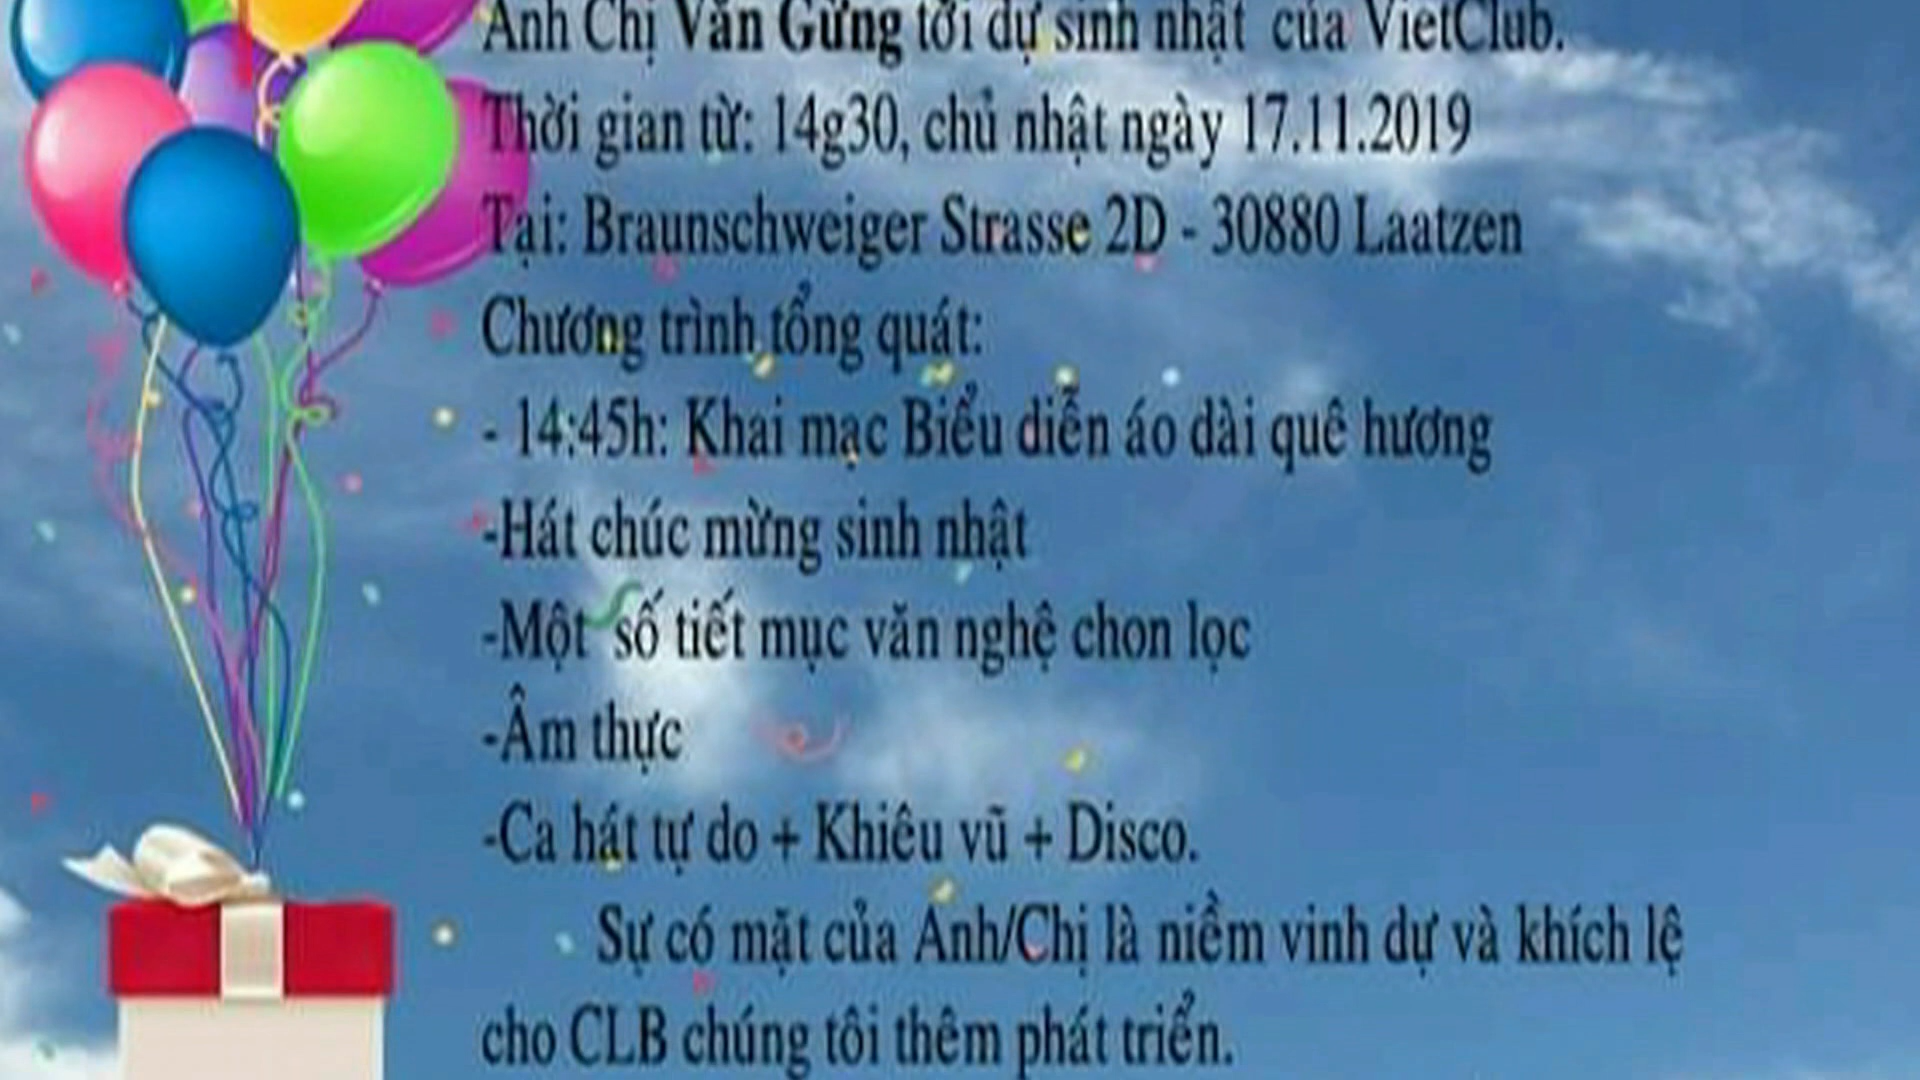 Anh Chị Văn Gừng tới dự sinh nhật của VietClub.
Thời gian từ: 14g30, chủ nhật ngày 17.11.2019
Tại: Braunschweiger Strasse 2D - 30880 Laatzen
Chương trình tổng quát:
- 14:45h: Khai mạc Biểu diễn áo dài quê hương
-Hát chúc mừng sinh nhật
-Một số tiết mục văn nghệ chon lọc
-Âm thực
-Ca hát tự do + Khiêu vũ + Disco.
Sự có mặt của Anh/Chị là niềm vinh dự và khích lệ
cho CLB chúng tôi thêm phát triển.